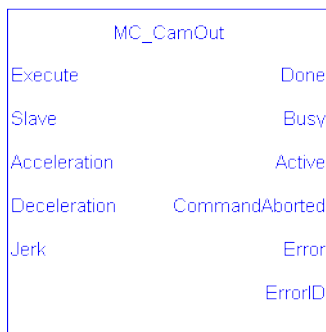 MC_CamOut
Execute Done
Slave Busy
Acceleration Active
Deceleration CommandAborted
Jerk Error
ErrorID